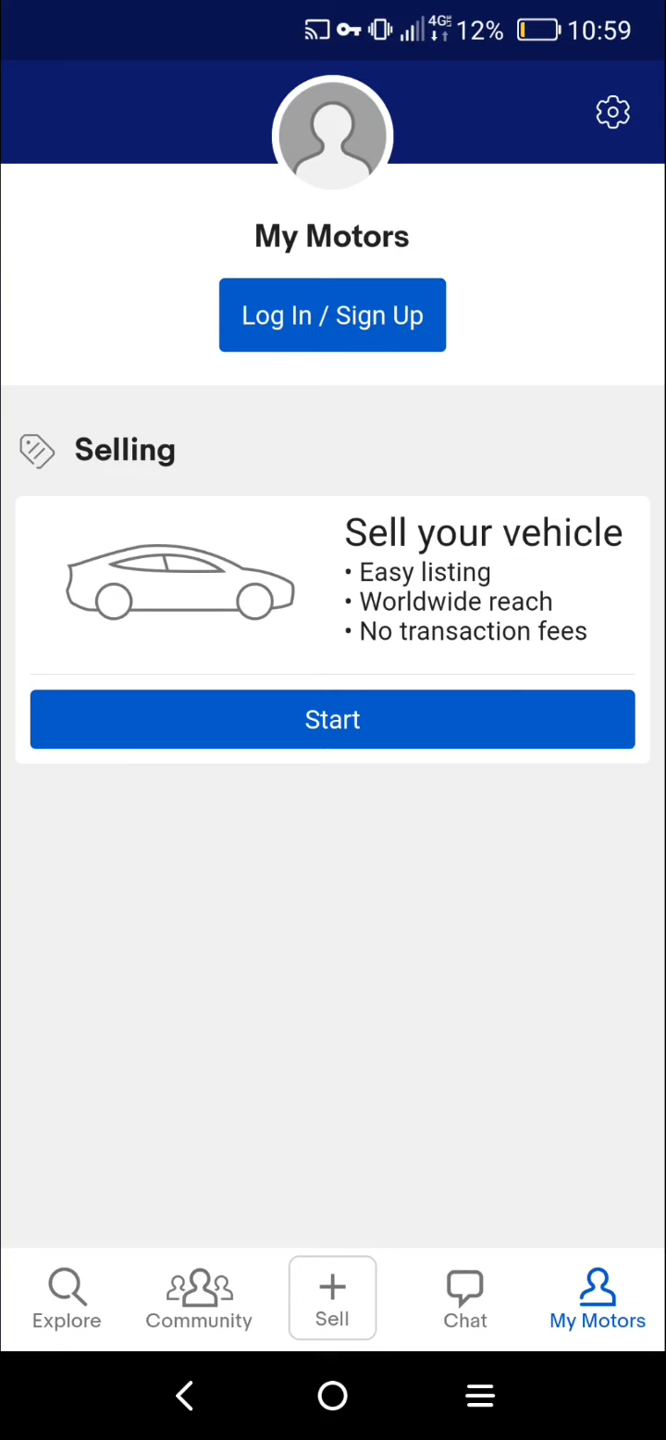 4G 12% 10:59
My Motors
Log In / Sign Up
Selling
Sell your vehicle
• Easy listing
• Worldwide reach
• No transaction fees
Start
Explore Community Sell Chat My Motors